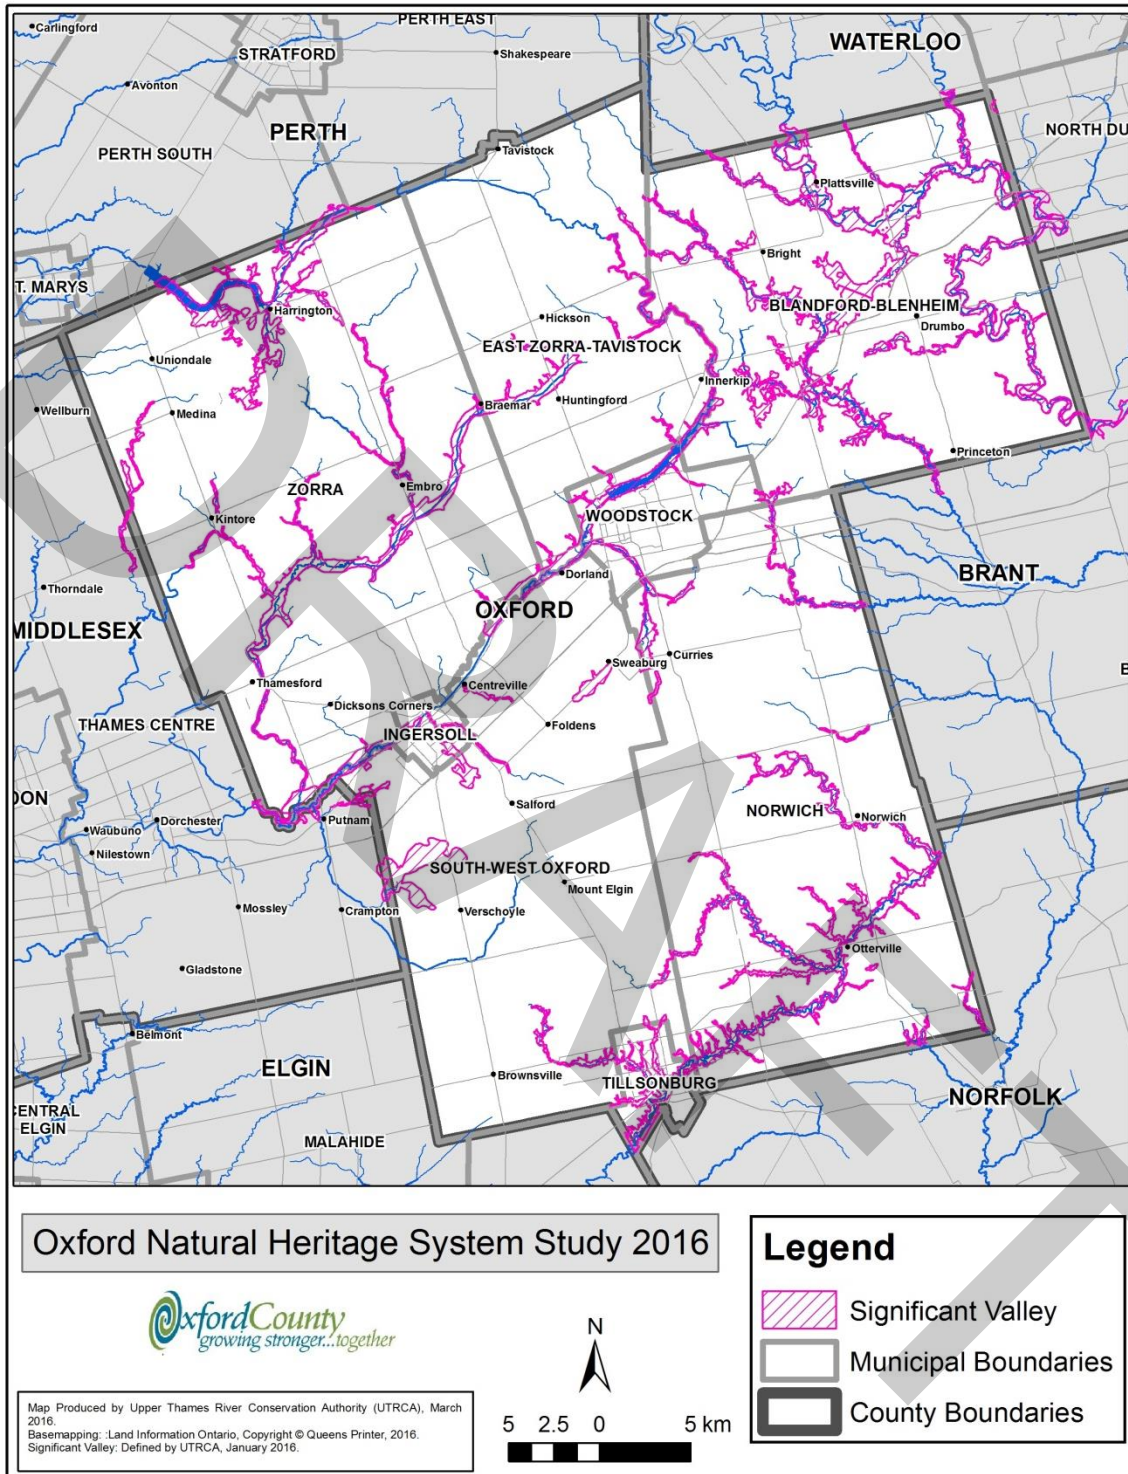 PERTH EAST
Carlingford
STRATFORD
Shakespeare
WATERLOO
Avonton
PERTH
NORTH DU
PERTH SOUTH
Tavistock
Plattsville
Bright
T. MARYS
Harrington
BLANDFORD-BLENHEIM
Hickson
Drumbo
EAST ZORRA-TAVISTOCK
Uniondale
Innerkip
Wellburn
Medina
Braemar
Huntingford
Princeton
Embro
ZORRA
Kintore
WOODSTOCK
Thorndale
Dorland
BRANT
OXFORD
MIDDLESEX
Sweaburg
Curries
Thamesford
Centreville
B
Dicksons Corners
THAMES CENTRE
Foldens
INGERSOLL
DON
Salford
NORWICH
Norwich
Waubuno
Dorchester
Putnam
Nilestown
SOUTH-WEST OXFORD
Mount Elgin
Mossley
Crampton
Verschoyle
Otterville
Gladstone
Belmont
ELGIN
Brownsville
TILLSONBURG
NORFOLK
CENTRAL
ELGIN
MALAHIDE
DRAFT
Oxford Natural Heritage System Study 2016
OxfordCounty
growing stronger...together
Map Produced by Upper Thames River Conservation Authority (UTRCA), March
2016.
Basemapping: :Land Information Ontario, Copyright © Queens Printer, 2016.
Significant Valley: Defined by UTRCA, January 2016.
N
5 2.5 0 5 km
Legend
Significant Valley
Municipal Boundaries
County Boundaries